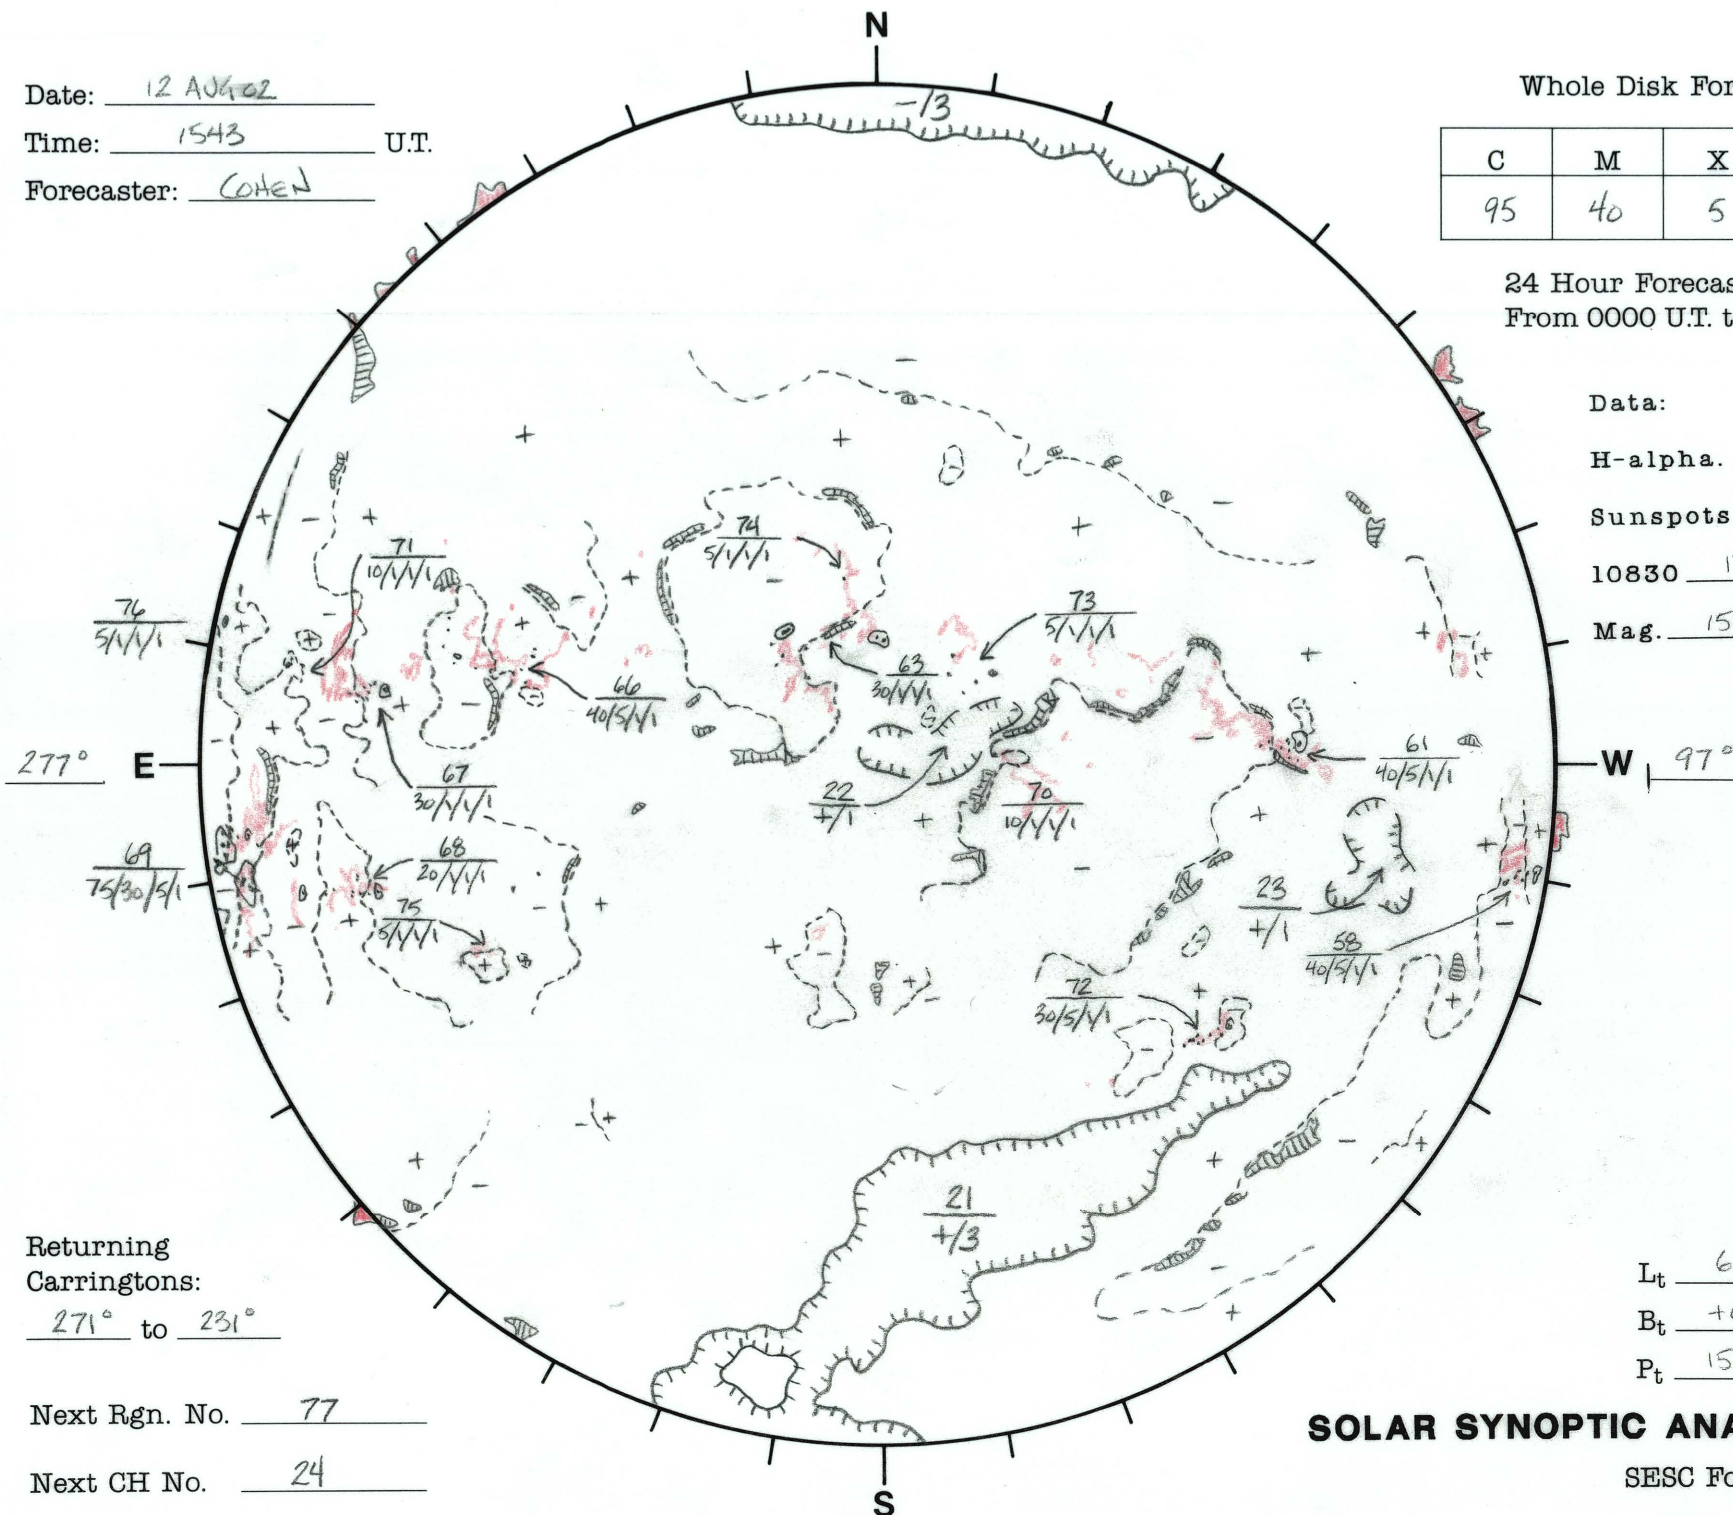 N
Date: 12 AUG 02
Time: 1543 U.T.
Forecaster: COHEN
Whole Disk For
C M X
95 40 5
24 Hour Forecas
From 0000 U.T. t
Data:
H-alpha.
Sunspots
10830
Mag. 15
-/3
74
5/1/1/1
71
10/1/1/1
76
5/1/1/1
73
5/1/1/1
63
30/1/1/1
66
40/5/1/1
61
40/5/1/1
277° E
W 97°
67
30/1/1/1
22
+/1
70
10/1/1/1
69
75/30/5/1
68
20/1/1/1
75
5/1/1/1
23
+/1
58
40/5/1/1
72
30/5/1/1
21
+/3
Returning
Carringtons:
271° to 231°
Next Rgn. No. 77
Next CH No. 24
Lt 6
Bt +
Pt 15
SOLAR SYNOPTIC ANA
SESC Fo
S